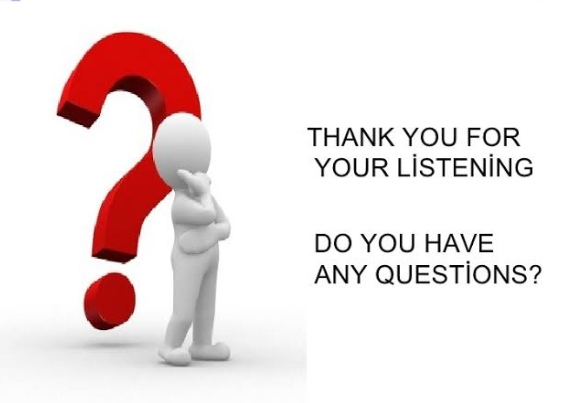 THANK YOU FOR
YOUR LİSTENİNG
DO YOU HAVE
ANY QUESTİONS?